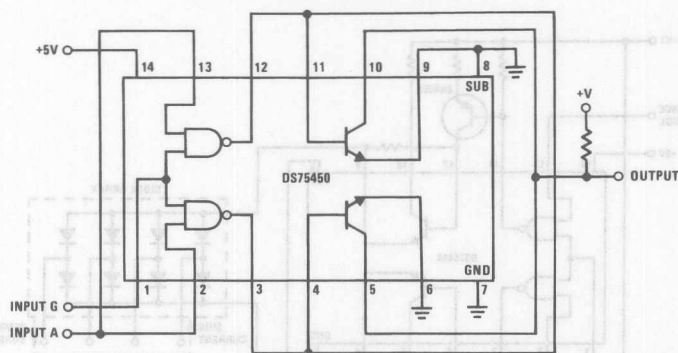 +5V
14 13 12 11 10 9 8
SUB
+V
DS75450
OUTPUT
GND
1 2 3 4 5 6 7
INPUT G
INPUT A